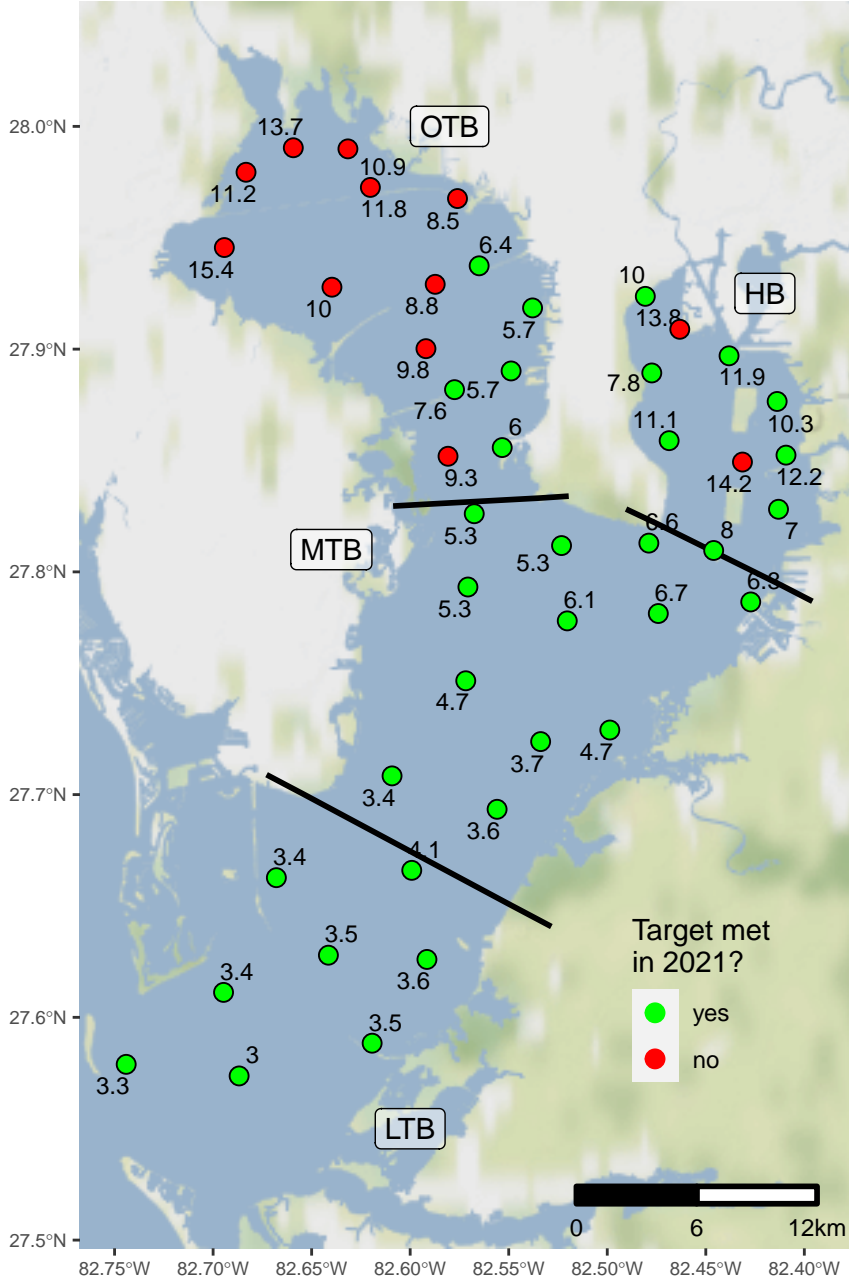 28.0°N
27.9°N
27.8°N
27.7°N
27.6°N
27.5°N
OTB
13.7
10.9
11.2
11.8
8.5
6.4
15.4
10
8.8
5.7
9.8
7.6
5.7
6
9.3
HB
10
13.8
11.9
7.8
10.3
11.1
14.2
12.2
7
8
MTB
5.3
5.3
6.6
6.3
5.3
6.1
6.7
4.7
3.7
4.7
3.4
3.6
4.1
3.4
3.5
3.6
3.4
3.5
3.3
3
LTB
Target met
in 2021?
yes
no
0 6 12km
82.75°W 82.70°W 82.65°W 82.60°W 82.55°W 82.50°W 82.45°W 82.40°W